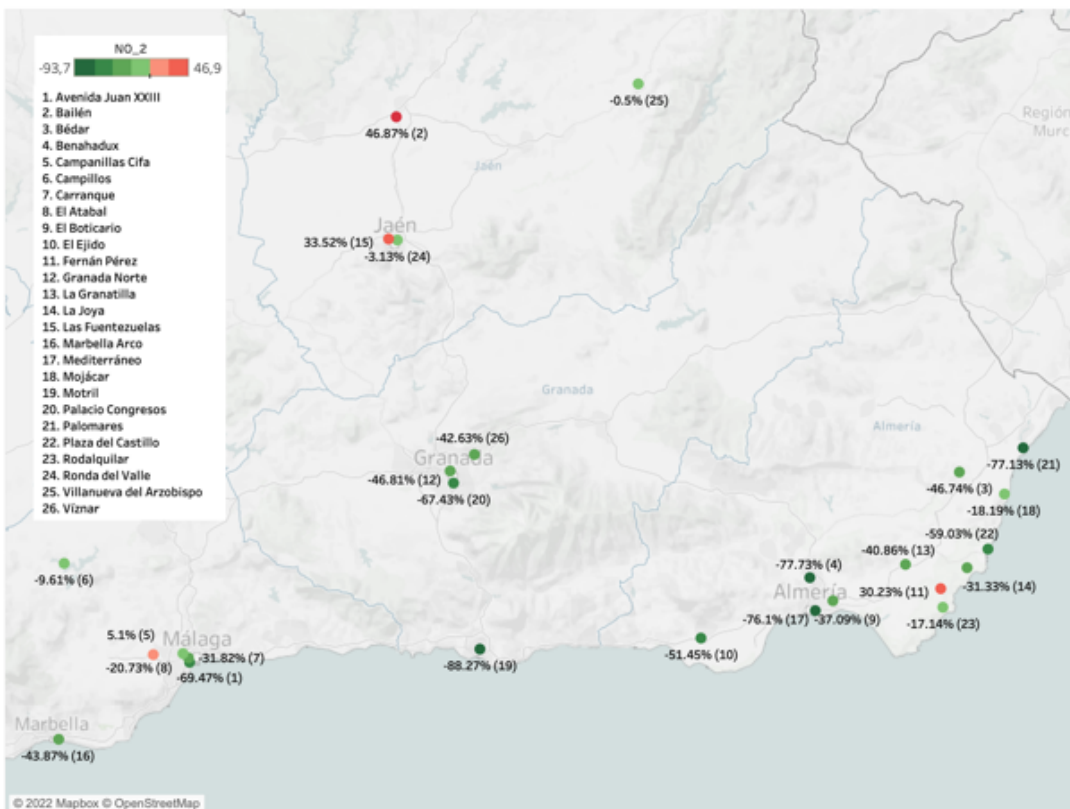 NO_2
-93,7 46,9
1. Avenida Juan XXIII
2. Bailén
3. Bédar
4. Benahadux
5. Campanillas Cifa
6. Campillos
7. Carranque
8. El Atabal
9. El Boticario
10. El Ejido
11. Fernán Pérez
12. Granada Norte
13. La Granatilla
14. La Joya
15. Las Fuentezuelas
16. Marbella Arco
17. Mediterráneo
18. Mojácar
19. Motril
20. Palacio Congresos
21. Palomares
22. Plaza del Castillo
23. Rodalquilar
24. Ronda del Valle
25. Villanueva del Arzobispo
26. Víznar
-0.5% (25)
Región
Murc
46.87% (2)
Jaén
Jaén
33.52% (15)
-3.13% (24)
Granada
Almería
-42.63% (26)
Granada
-46.81% (12)
-67.43% (20)
-77.13% (21)
-46.74% (3)
-18.19% (18)
-59.03% (22)
-40.86% (13)
-77.73% (4)
-9.61% (6)
Almería
30.23% (11)
-31.33% (14)
-76.1% (17)
-37.09% (9)
-17.14% (23)
5.1% (5)
Málaga
-31.82% (7)
-20.73% (8)
-69.47% (1)
-88.27% (19)
-51.45% (10)
Marbella
-43.87% (16)
© 2022 Mapbox © OpenStreetMap